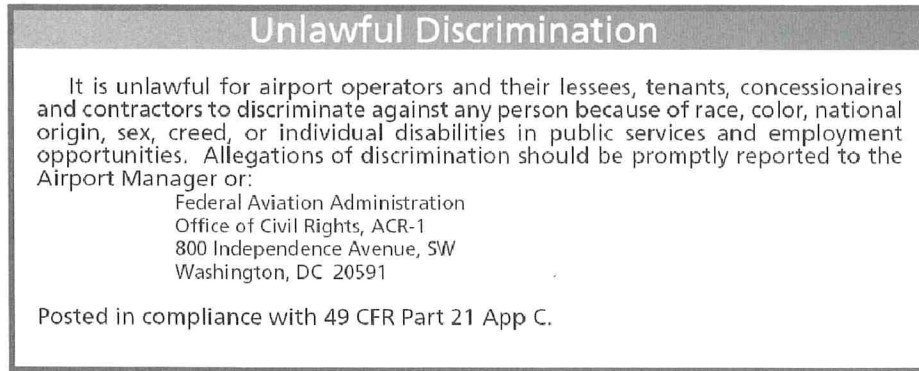 Unlawful Discrimination
It is unlawful for airport operators and their lessees, tenants, concessionaires
and contractors to discriminate against any person because of race, color, national
origin, sex, creed, or individual disabilities in public services and employment
opportunities. Allegations of discrimination should be promptly reported to the
Airport Manager or:
Federal Aviation Administration
Office of Civil Rights, ACR-1
800 Independence Avenue, SW
Washington, DC 20591
Posted in compliance with 49 CFR Part 21 App C.